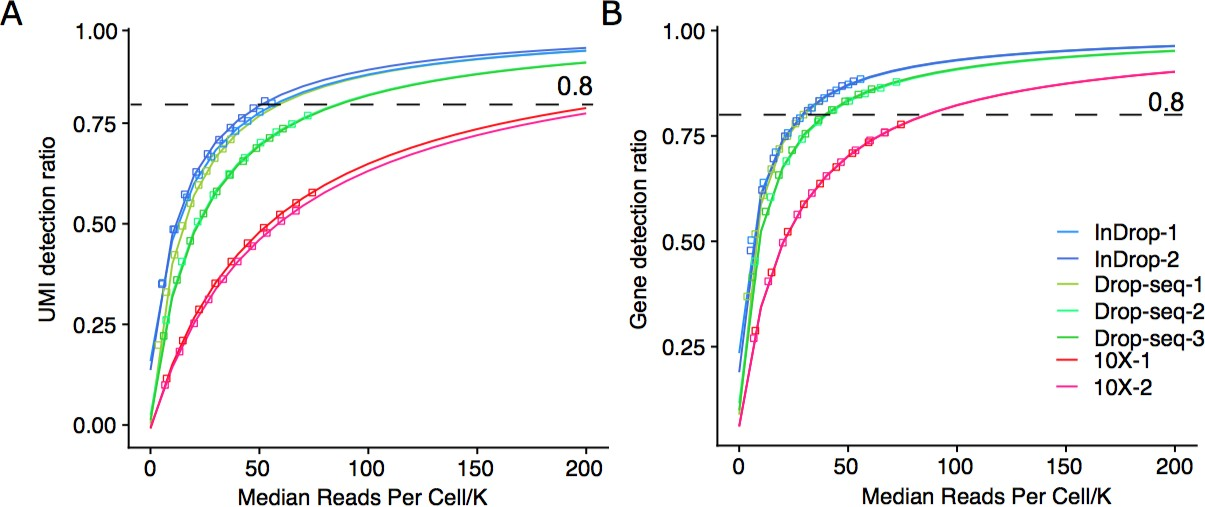 A
UMI detection ratio
1.00
0.75
0.50
0.25
0.00
0.8
0 50 100 150 200
Median Reads Per Cell/K
B
Gene detection ratio
1.00
0.75
0.50
0.25
0.8
InDrop-1
InDrop-2
Drop-seq-1
Drop-seq-2
Drop-seq-3
10X-1
10X-2
0 50 100 150 200
Median Reads Per Cell/K